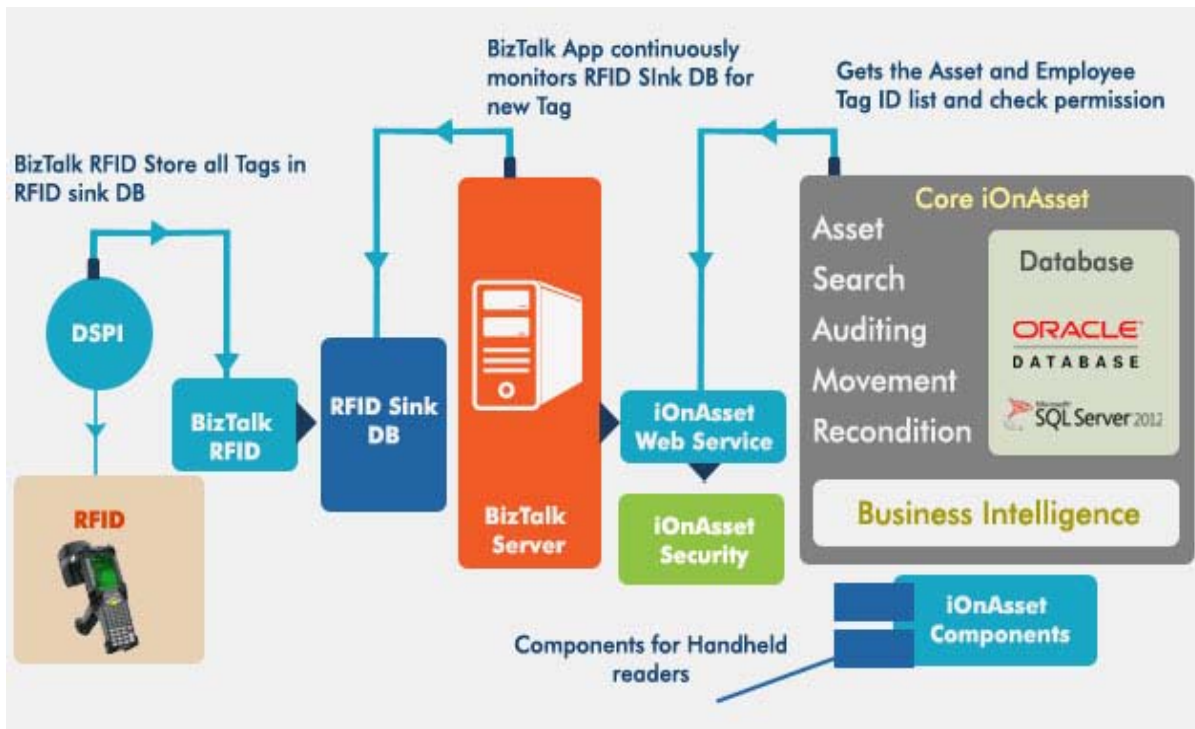 BizTalk App continuously
monitors RFID SInk DB for
new Tag
Gets the Asset and Employee
Tag ID list and check permission
BizTalk RFID Store all Tags in
RFID sink DB
DSPI
BizTalk
RFID
RFID
RFID Sink
DB
BizTalk
Server
iOnAsset
Web Service
iOnAsset
Security
Core iOnAsset
Asset
Search
Auditing
Movement
Recondition
Database
ORACLE
DATABASE
Microsoft
SQL Server 2012
Business Intelligence
iOnAsset
Components
Components for Handheld
readers